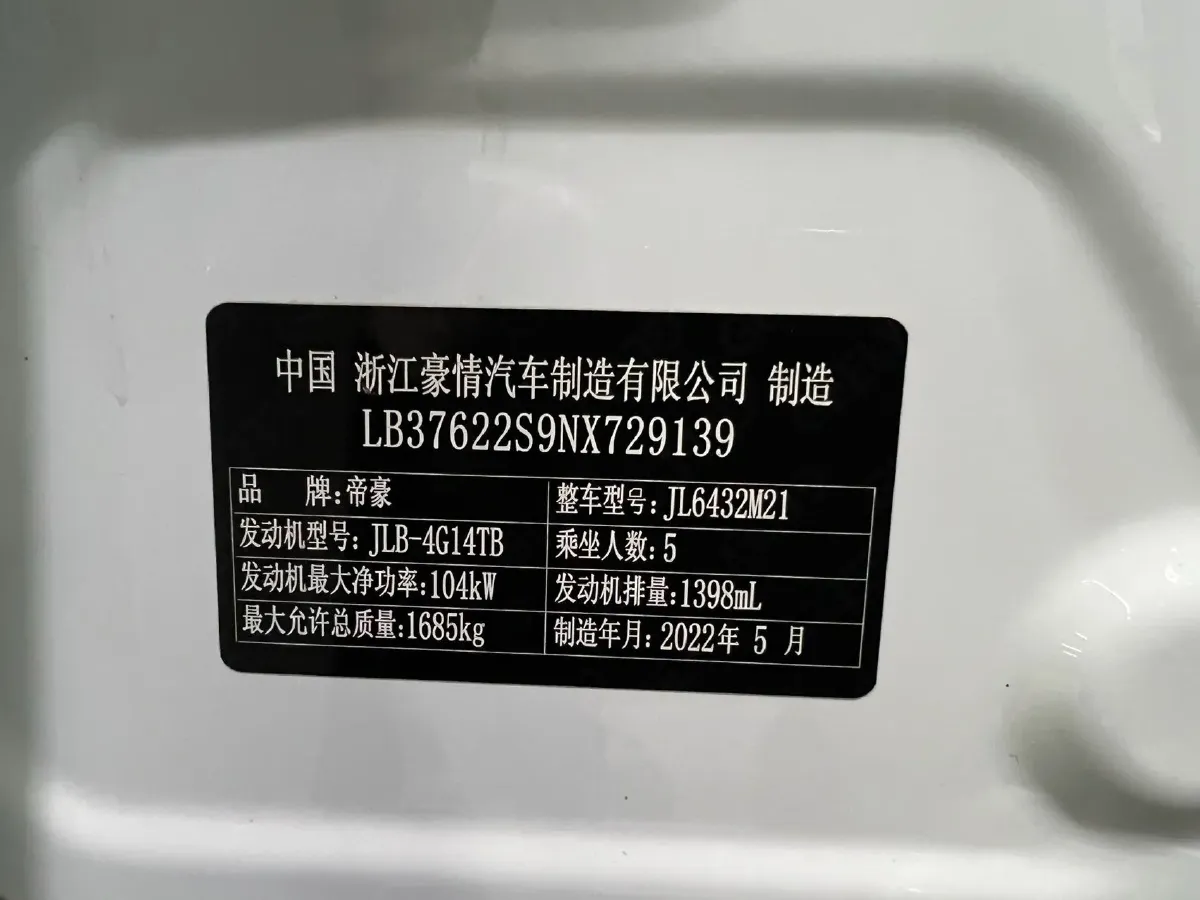 中国 浙江豪情汽车制造有限公司 制造
LB37622S9NX729139
品 牌:帝豪 整车型号:JL6432M21
发动机型号:JLB-4G14TB 乘坐人数:5
发动机最大净功率:104kW 发动机排量:1398mL
最大允许总质量:1685kg 制造年月:2022年 5 月